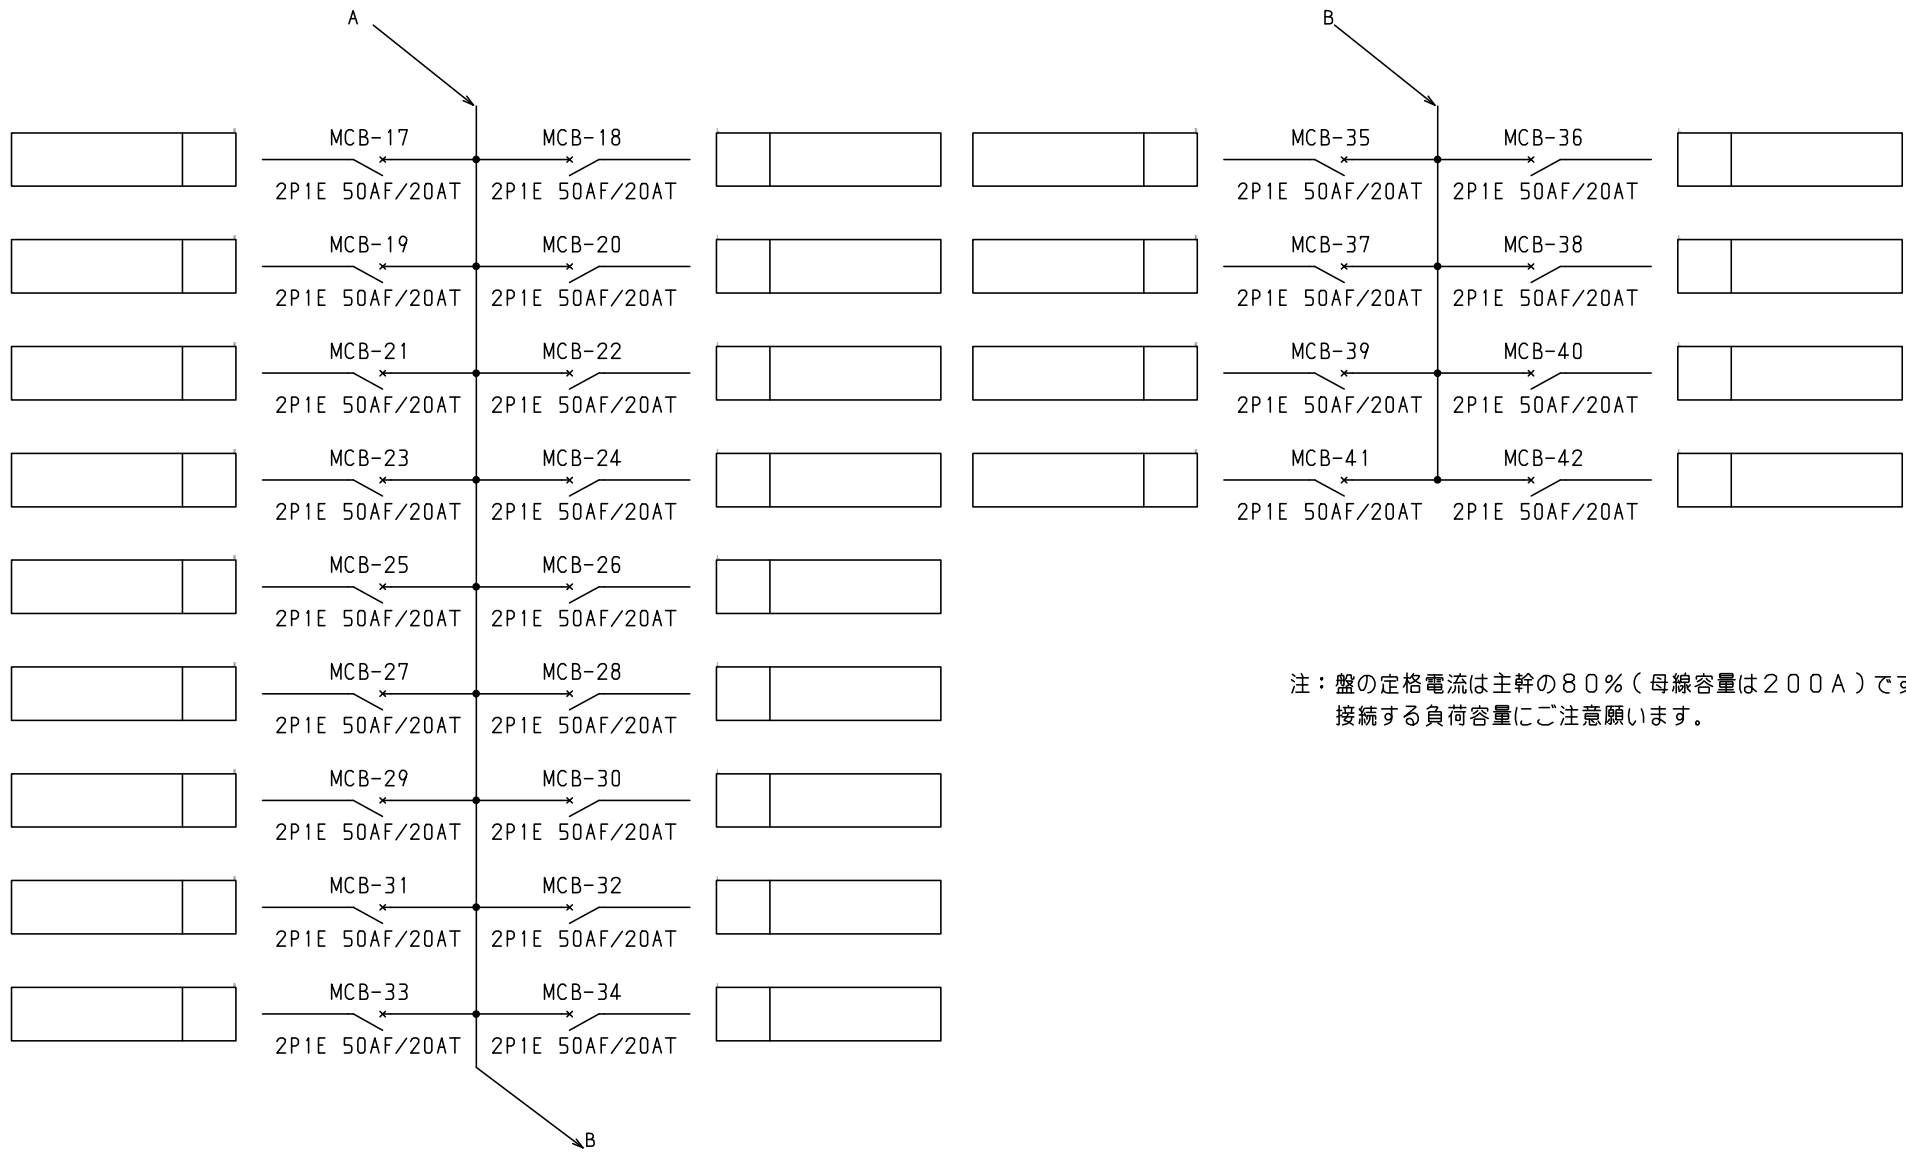 A
MCB-17 MCB-18
2P1E 50AF/20AT 2P1E 50AF/20AT
MCB-19 MCB-20
2P1E 50AF/20AT 2P1E 50AF/20AT
MCB-21 MCB-22
2P1E 50AF/20AT 2P1E 50AF/20AT
MCB-23 MCB-24
2P1E 50AF/20AT 2P1E 50AF/20AT
MCB-25 MCB-26
2P1E 50AF/20AT 2P1E 50AF/20AT
MCB-27 MCB-28
2P1E 50AF/20AT 2P1E 50AF/20AT
MCB-29 MCB-30
2P1E 50AF/20AT 2P1E 50AF/20AT
MCB-31 MCB-32
2P1E 50AF/20AT 2P1E 50AF/20AT
MCB-33 MCB-34
2P1E 50AF/20AT 2P1E 50AF/20AT
B
B
MCB-35 MCB-36
2P1E 50AF/20AT 2P1E 50AF/20AT
MCB-37 MCB-38
2P1E 50AF/20AT 2P1E 50AF/20AT
MCB-39 MCB-40
2P1E 50AF/20AT 2P1E 50AF/20AT
MCB-41 MCB-42
2P1E 50AF/20AT 2P1E 50AF/20AT
注：盤の定格電流は主幹の８０％（母線容量は２００Ａ）です
接続する負荷容量にご注意願います。